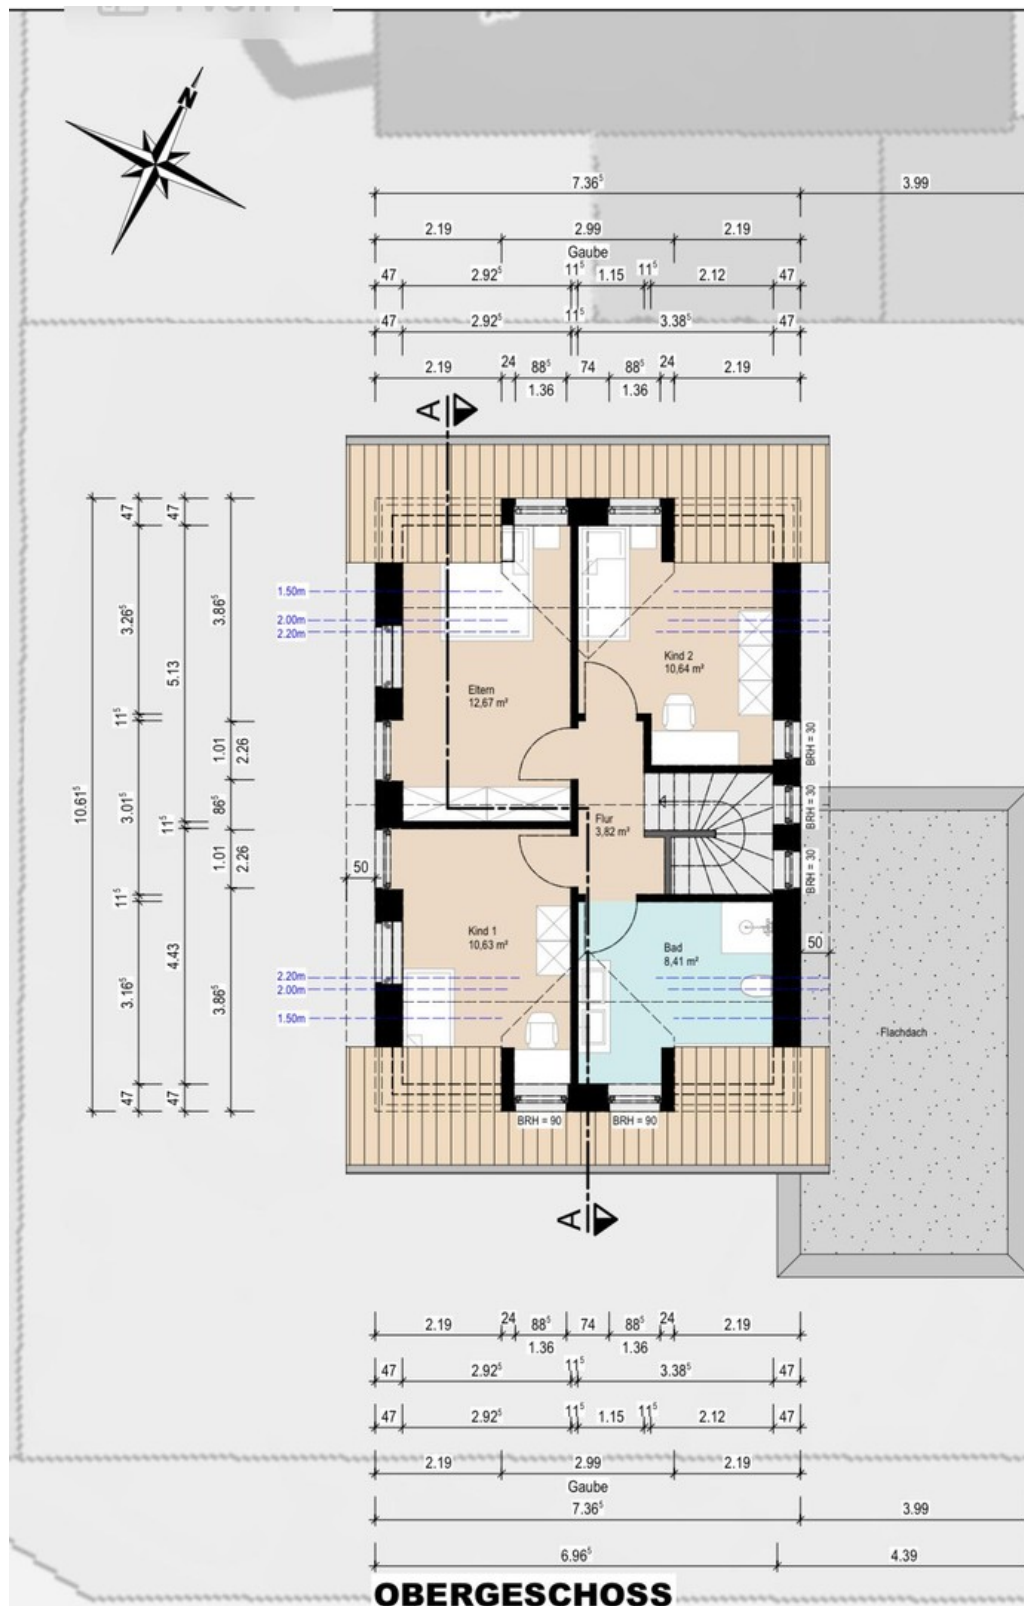 N
7.36⁵ 3.99
2.19 2.99 2.19
Gaube
47 2.92⁵ 11⁵ 1.15 11⁵ 2.12 47
47 2.92⁵ 11⁵ 3.38⁵ 47
2.19 24 88⁵ 74 88⁵ 24 2.19
1.36 1.36
A
47 47
3.26⁵ 3.86⁵
5.13
11⁵
1.01 2.26
10.61⁵ 3.01⁵ 86⁵
11⁵
1.01 2.26
11⁵
4.43
3.16⁵ 3.86⁵
47 47
50
1.50m
2.00m
2.20m
Kind 2
10,64 m²
Eltern
12,67 m²
BRH = 30
BRH = 30
BRH = 30
Flur
3,82 m²
Kind 1
10,63 m²
Bad
8,41 m²
50
2.20m
2.00m
1.50m
Flachdach
BRH = 90 BRH = 90
A
2.19 24 88⁵ 74 88⁵ 24 2.19
1.36 1.36
47 2.92⁵ 11⁵ 3.38⁵ 47
47 2.92⁵ 11⁵ 1.15 11⁵ 2.12 47
2.19 2.99 2.19
Gaube
7.36⁵ 3.99
6.96⁵ 4.39
OBERGESCHOSS